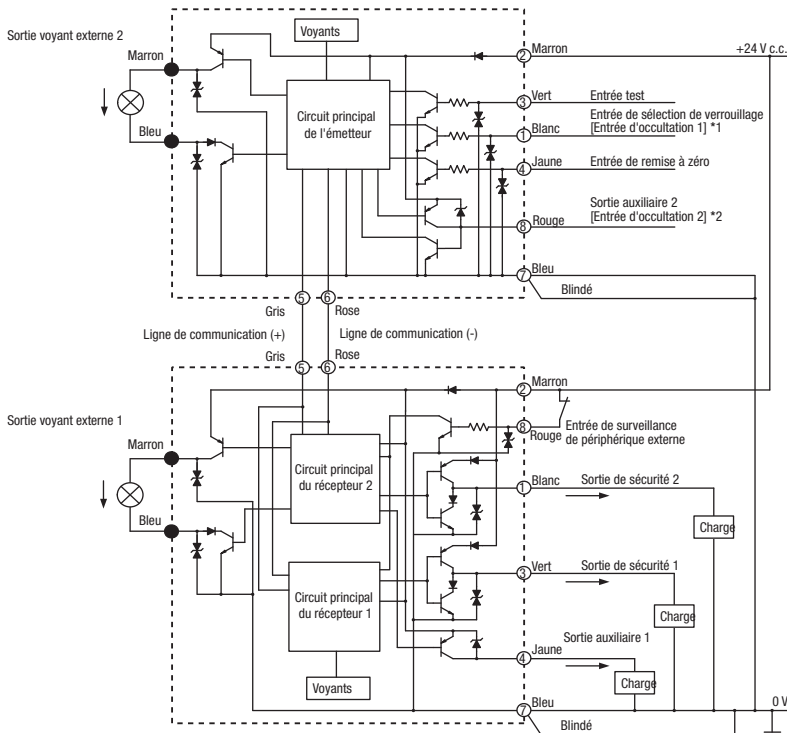 Sortie voyant externe 2
Marron
Bleu
Voyants
Circuit principal
de l'émetteur
2
Marron
+24 V c.c.
3
Vert
Entrée test
Entrée de sélection de verrouillage
1
Blanc
[Entrée d'occultation 1] *1
4
Jaune
Entrée de remise à zéro
Sortie auxiliaire 2
8
Rouge
[Entrée d'occultation 2] *2
7
Bleu
Blindé
5
6
Gris
Rose
Ligne de communication (+)
Ligne de communication (-)
Gris
Rose
5
6
Sortie voyant externe 1
Marron
Bleu
Circuit principal
du récepteur 2
Circuit principal
du récepteur 1
Voyants
2
Marron
8
Rouge
Entrée de surveillance
de périphérique externe
1
Blanc
Sortie de sécurité 2
Charge
3
Vert
Sortie de sécurité 1
Charge
4
Jaune
Sortie auxiliaire 1
Charge
7
Bleu
0 V
Blindé